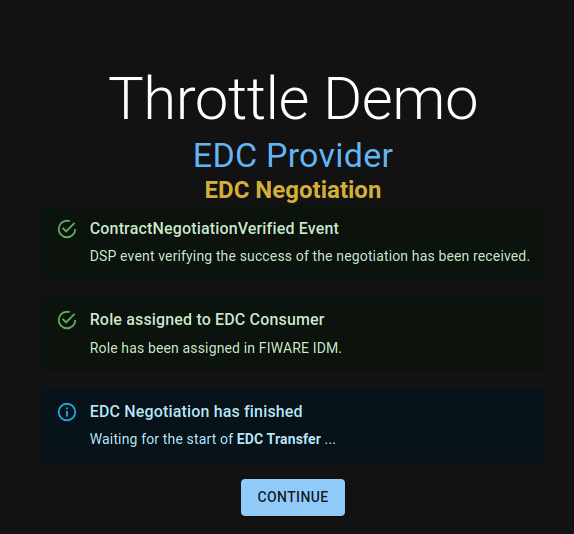 Throttle Demo
EDC Provider
EDC Negotiation
ContractNegotiationVerified Event
DSP event verifying the success of the negotiation has been received.
Role assigned to EDC Consumer
Role has been assigned in FIWARE IDM.
EDC Negotiation has finished
Waiting for the start of EDC Transfer ...
CONTINUE